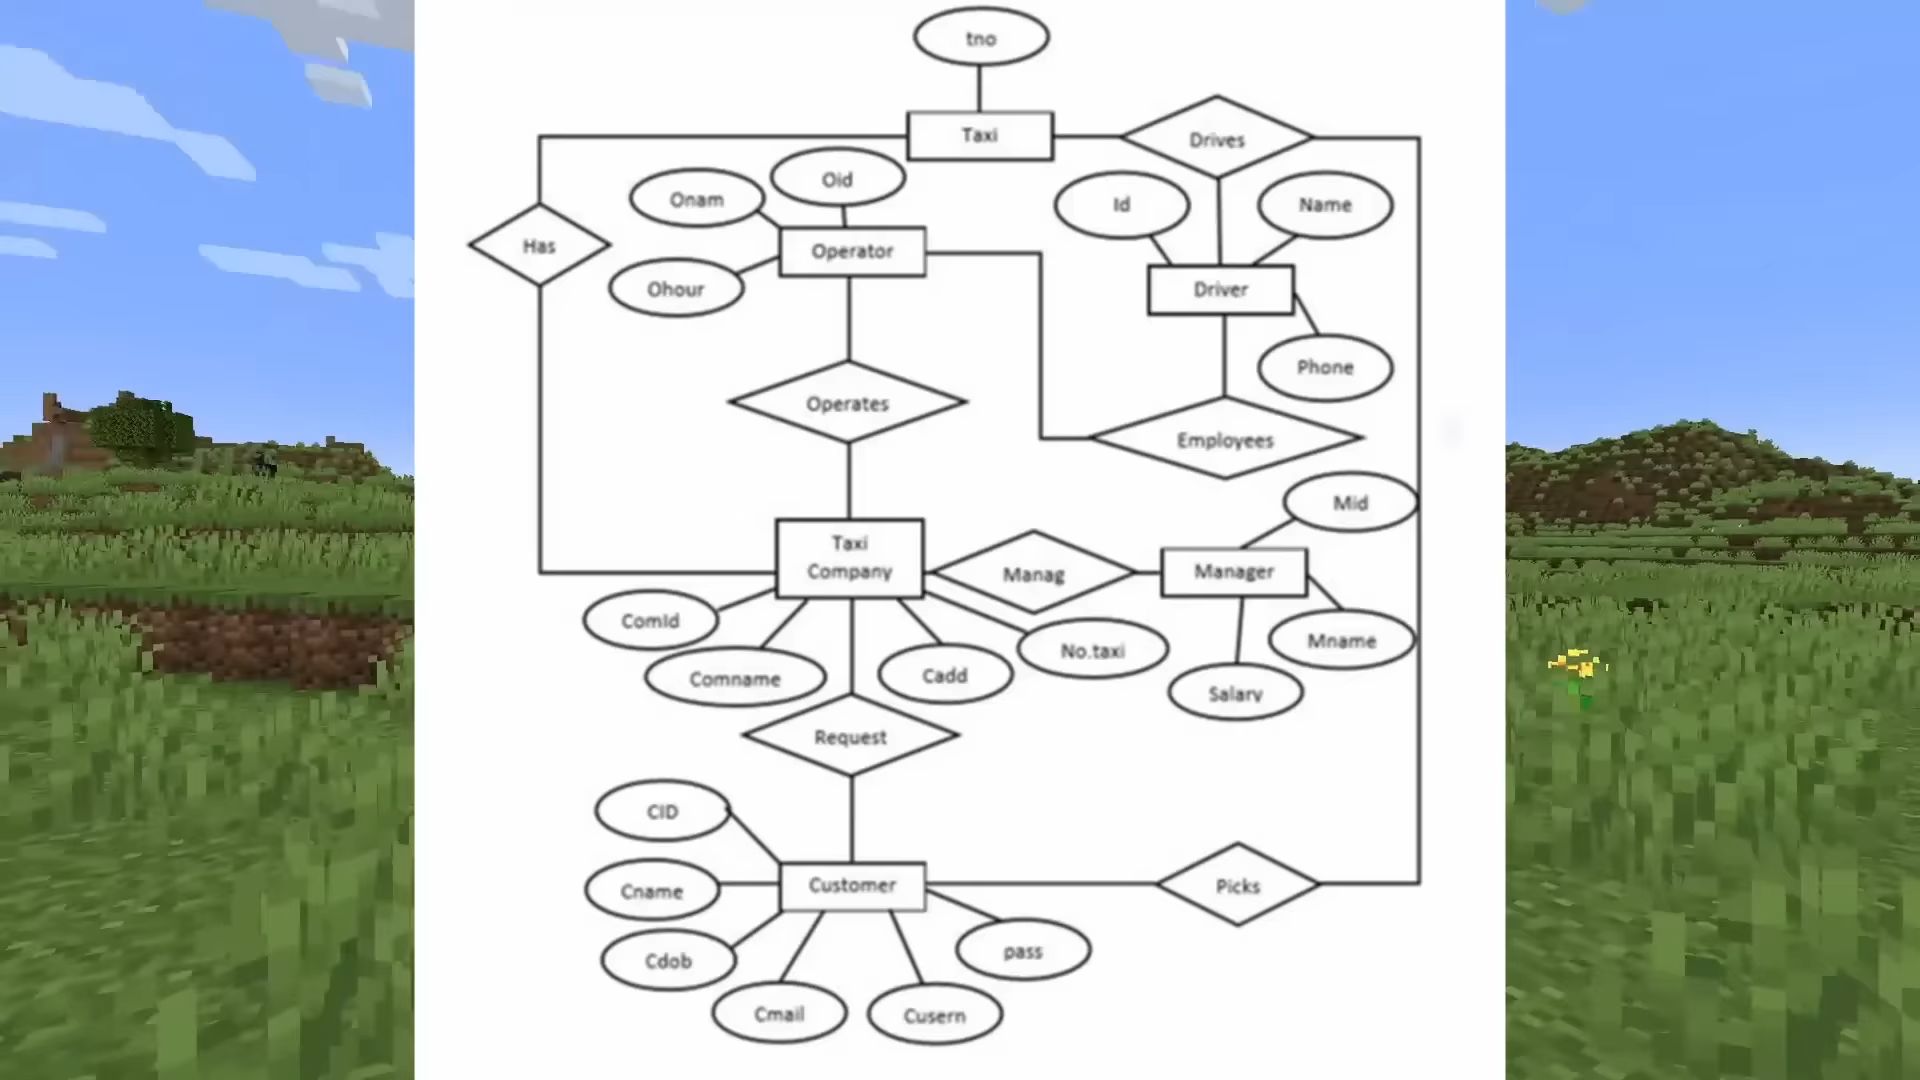 tno
Taxi
Drives
Oid
Onam
Id
Name
Has
Operator
Ohour
Driver
Phone
Operates
Employees
Mid
Taxi
Company
Manag
Manager
ComId
No.taxi
Mname
Comname
Cadd
Salary
Request
CID
Customer
Picks
Cname
Cdob
pass
Cmail
Cusern